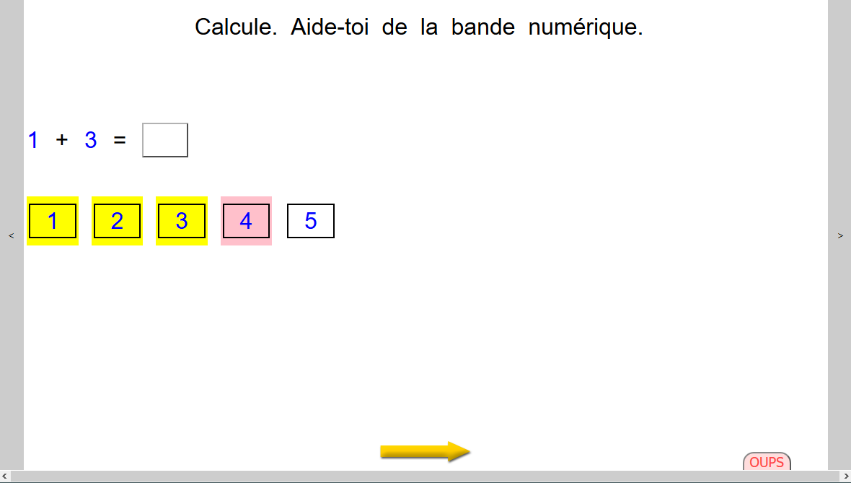 Calcule. Aide-toi de la bande numérique.
1 + 3 =
1 2 3 4 5
< >
OUPS